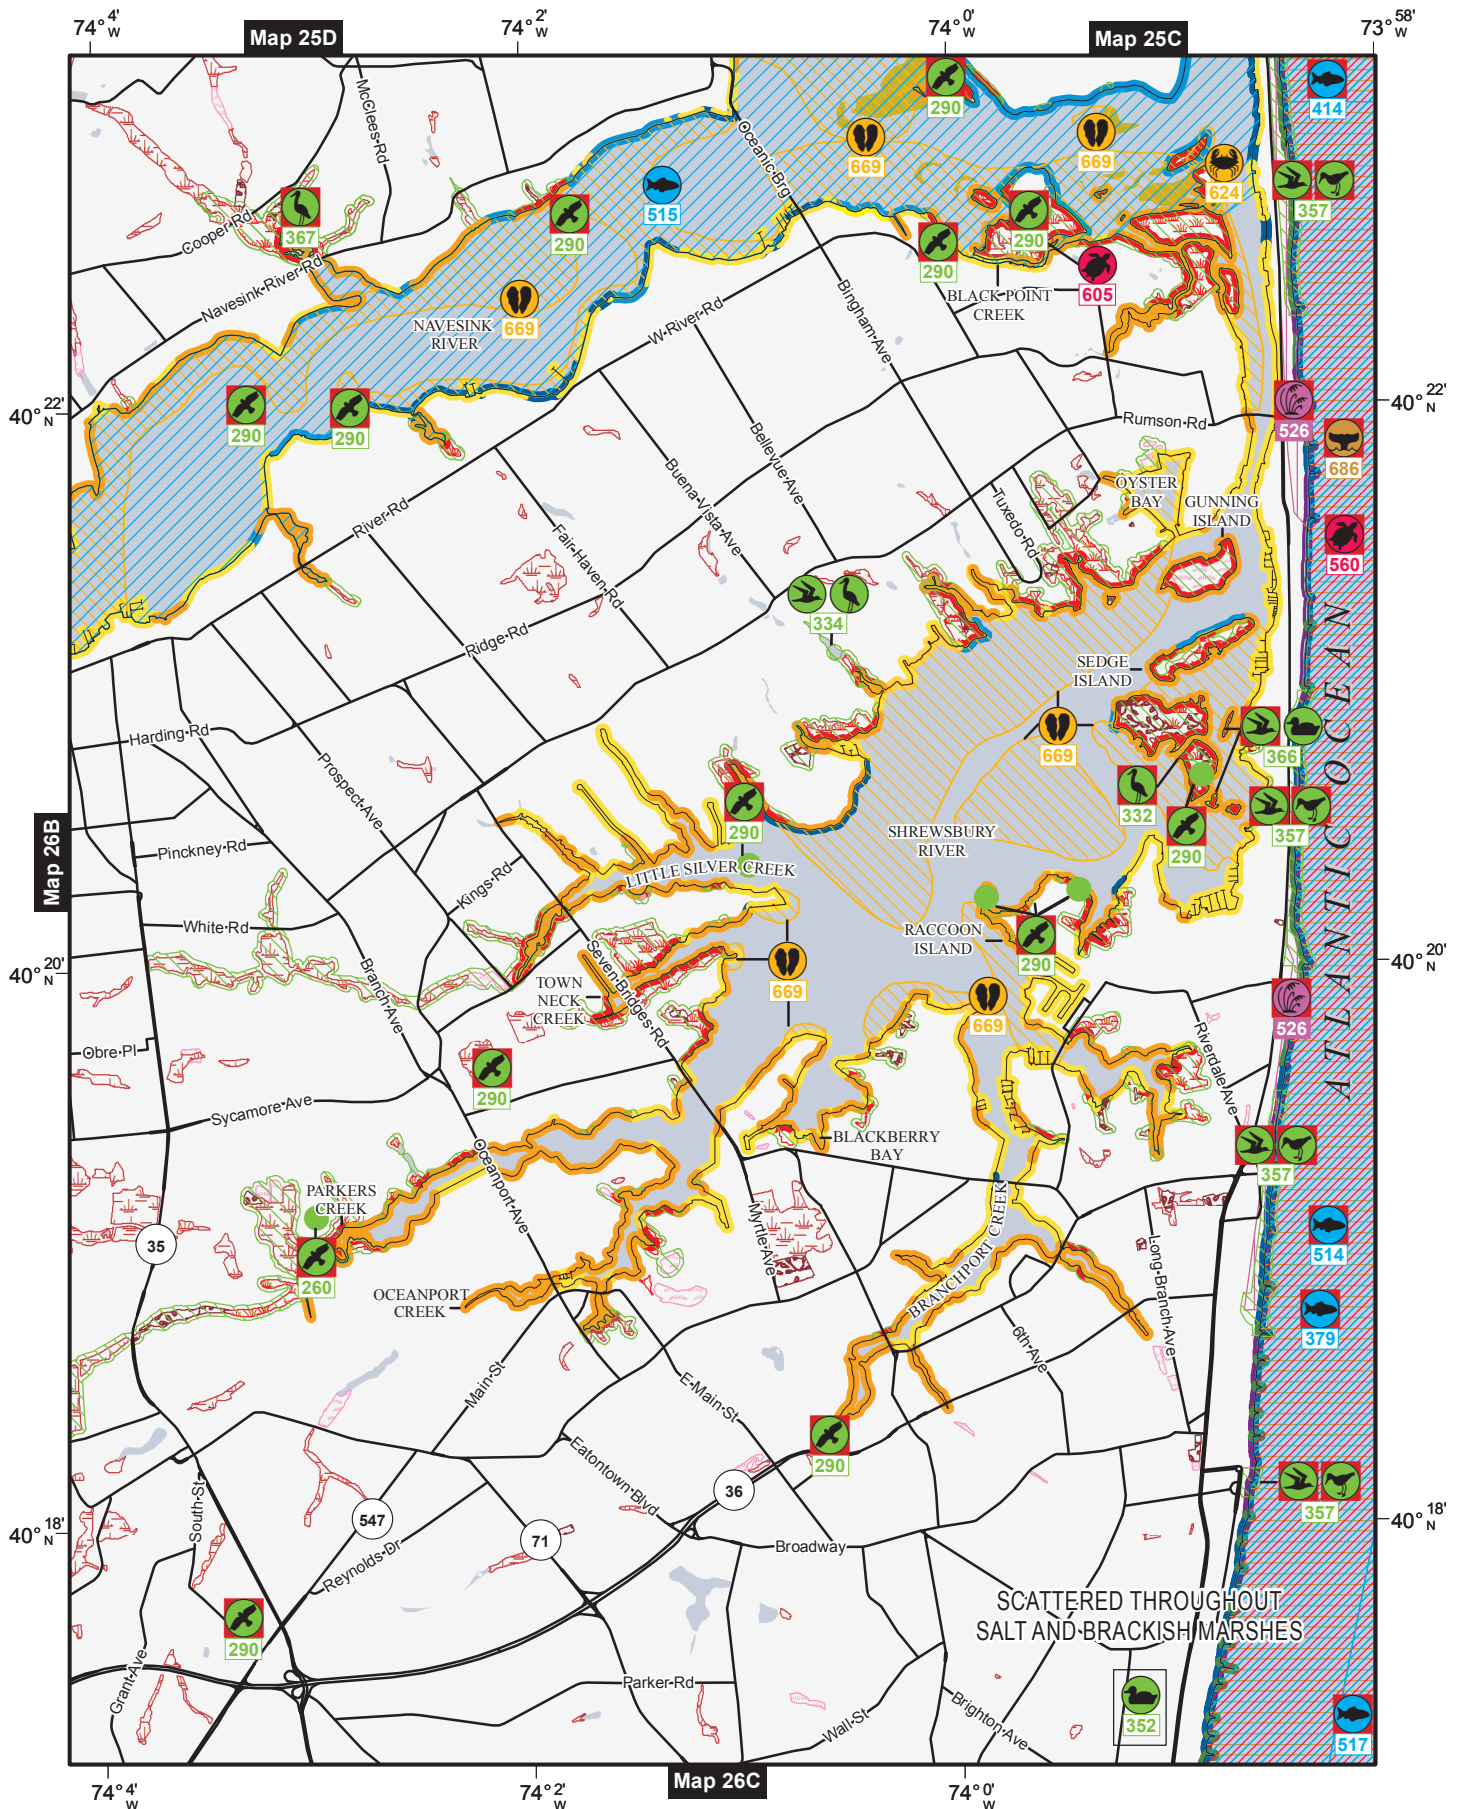 74° 4' W
Map 25D
74° 2' W
74° 0' W
Map 25C
73° 58' W
McClees Rd
Oceanic Brg
290
414
669
669
624
515
357
367
Cooper Rd
290
290
290
Navesink River Rd
605
BLACK POINT
CREEK
Bingham Ave
NAVESINK
RIVER
669
W River Rd
40° 22' N
40° 22' N
290
290
Rumson Rd
526
686
Bellevue Ave
Buena Vista Ave
OYSTER
BAY
GUNNING
ISLAND
Tuxedo Rd
River Rd
Fair Haven Rd
560
334
Ridge Rd
SEDGE
ISLAND
ATLANTIC OCEAN
Harding Rd
669
366
Prospect Ave
332
290
357
290
SHREWSBURY
RIVER
Map 26B
Pinckney Rd
LITTLE SILVER CREEK
Kings Rd
White Rd
RACCOON
ISLAND
290
40° 20' N
40° 20' N
Seven Bridges Rd
TOWN
NECK
CREEK
669
669
526
Branch Ave
Riverdale Ave
Obre Pl
290
Sycamore Ave
Oceanport Ave
BLACKBERRY
BAY
357
PARKERS
CREEK
BRANCHPORT CREEK
Myrtle Ave
Long Branch Ave
35
260
514
OCEANPORT
CREEK
379
6th Ave
Main St
E Main St
290
Eatontown Blvd
36
South St
357
547
71
40° 18' N
40° 18' N
Reynolds Dr
Broadway
290
SCATTERED THROUGHOUT
SALT AND BRACKISH MARSHES
Grant Ave
Parker Rd
352
Wall St
Brighton Ave
517
74° 4' W
74° 2' W
Map 26C
74° 0' W